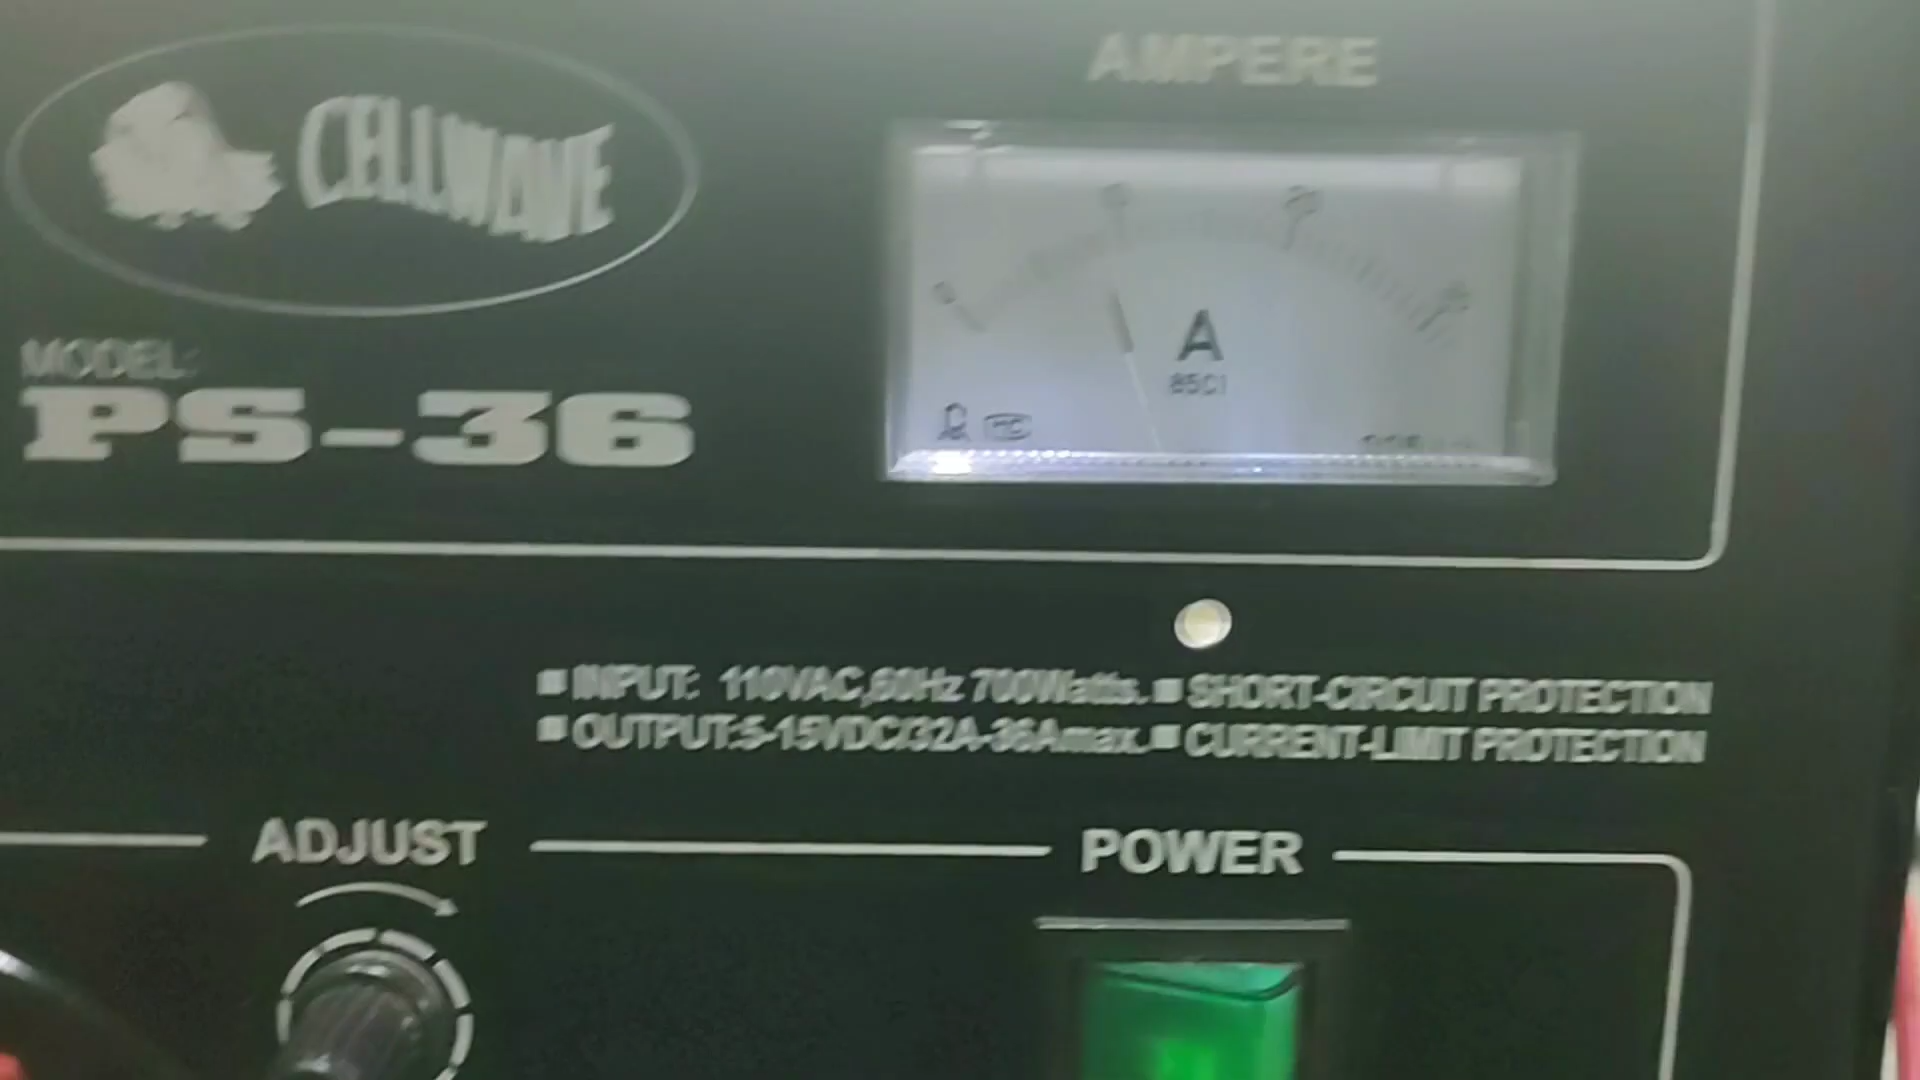 CELLWAVE
AMPERE
0
A
85C1
MODEL:
PS-36
INPUT: 110VAC,60Hz 700Watts.
SHORT-CIRCUIT PROTECTION
OUTPUT:5-15VDC/32A-36Amax.
CURRENT-LIMIT PROTECTION
ADJUST
POWER